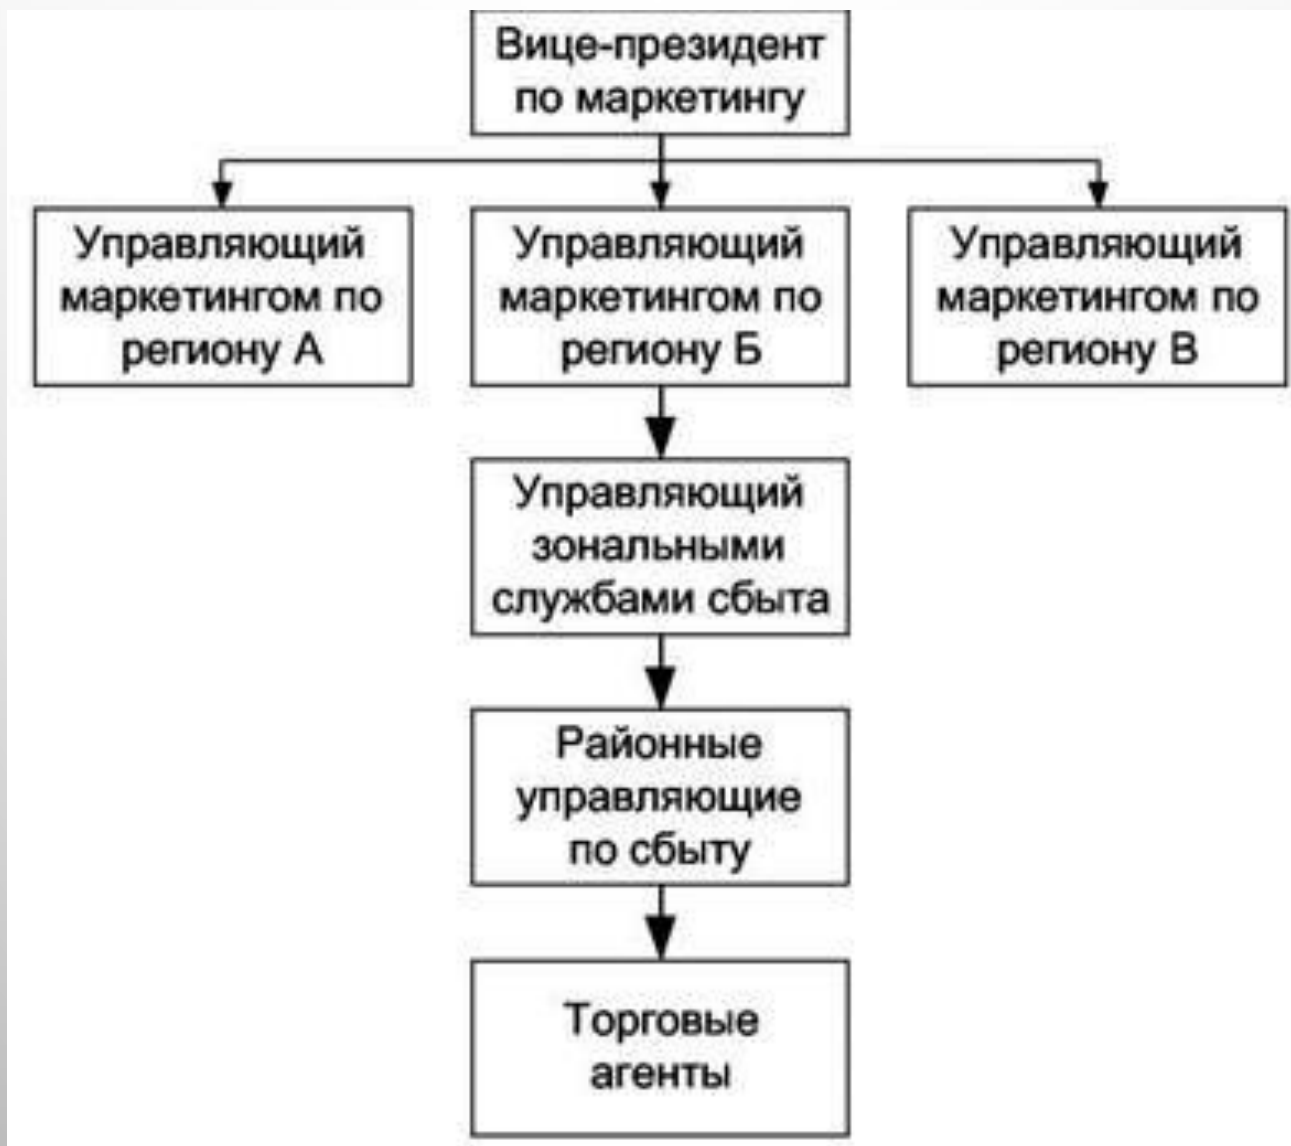 Вице-президент
по маркетингу
Управляющий
маркетингом по
региону А
Управляющий
маркетингом по
региону Б
Управляющий
маркетингом по
региону В
Управляющий
зональными
службами сбыта
Районные
управляющие
по сбыту
Торговые
агенты